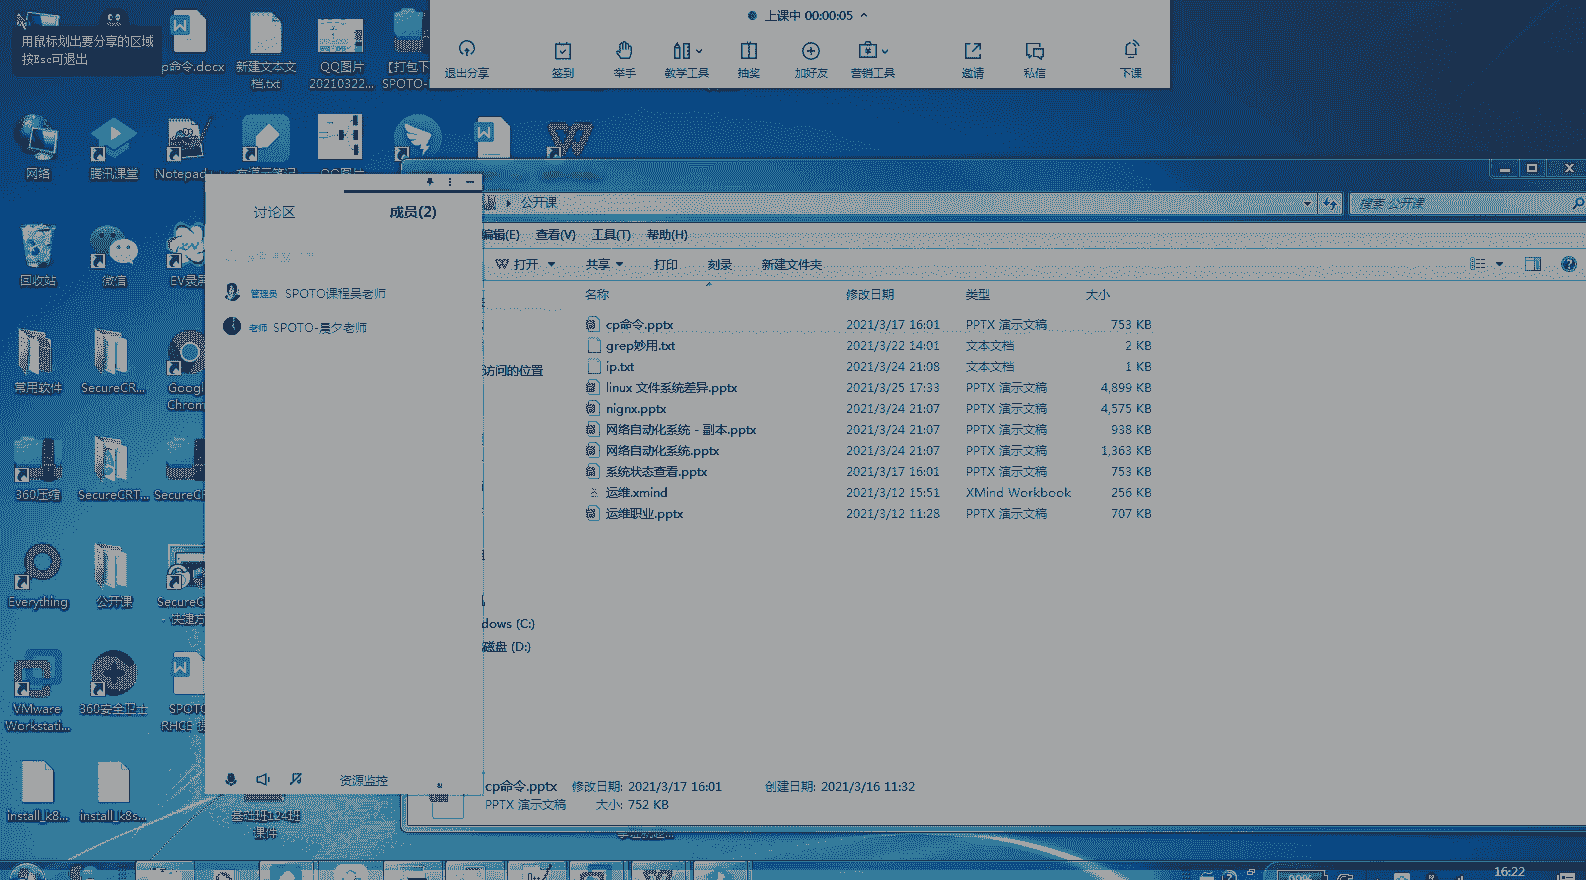 上课中 00:00:05
退出分享 签到 举手 教学工具 抽奖 加好友 营销工具 邀请 私信 下课
用鼠标划出要分享的区域
按Esc可退出
p命令.docx
新建文本文
档.txt
QQ图片
20210322...
【打包下
SPOTO-
网络
腾讯课堂
Notepad
回收站
微信
EV录屏
常用软件
SecureCR...
Googl
Chrom
360压缩
SecureCRT...
SecureCR
Everything
公开课
SecureC
- 快捷方
VMware
Workstati...
360安全卫士
SPOTO
RHCE 课
install_k8...
install_k8s...
基础班124班
课件
讨论区 成员(2)
管理员 SPOTO课程吴老师
老师 SPOTO-晨夕老师
资源监控
公开课
搜索 公开课
编辑(E) 查看(V) 工具(T) 帮助(H)
打开 共享 打印 刻录 新建文件夹
名称 修改日期 类型 大小
cp命令.pptx 2021/3/17 16:01 PPTX 演示文稿 753 KB
grep妙用.txt 2021/3/22 14:01 文本文档 2 KB
ip.txt 2021/3/24 21:08 文本文档 1 KB
linux 文件系统差异.pptx 2021/3/25 17:33 PPTX 演示文稿 4,899 KB
nignx.pptx 2021/3/24 21:07 PPTX 演示文稿 4,575 KB
网络自动化系统 - 副本.pptx 2021/3/24 21:07 PPTX 演示文稿 938 KB
网络自动化系统.pptx 2021/3/24 21:07 PPTX 演示文稿 1,363 KB
系统状态查看.pptx 2021/3/17 16:01 PPTX 演示文稿 753 KB
运维.xmind 2021/3/12 15:51 XMind Workbook 256 KB
运维职业.pptx 2021/3/12 11:28 PPTX 演示文稿 707 KB
访问的位置
dows (C:)
磁盘 (D:)
cp命令.pptx 修改日期: 2021/3/17 16:01 创建日期: 2021/3/16 11:32
PPTX 演示文稿 大小: 752 KB
16:22